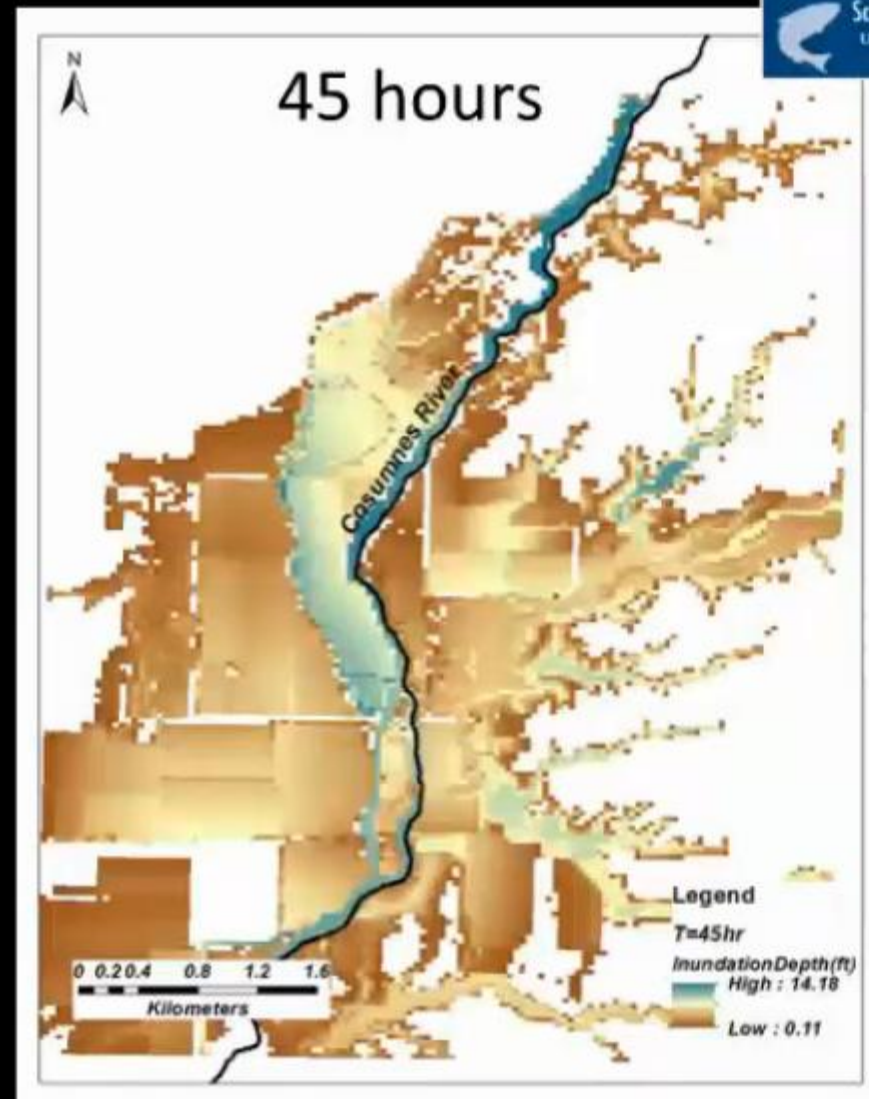 N
45 hours
Cosumnes River
Legend
T=45hr
InundationDepth(ft)
High : 14.18
Low : 0.11
0 0.2 0.4 0.8 1.2 1.6
Kilometers